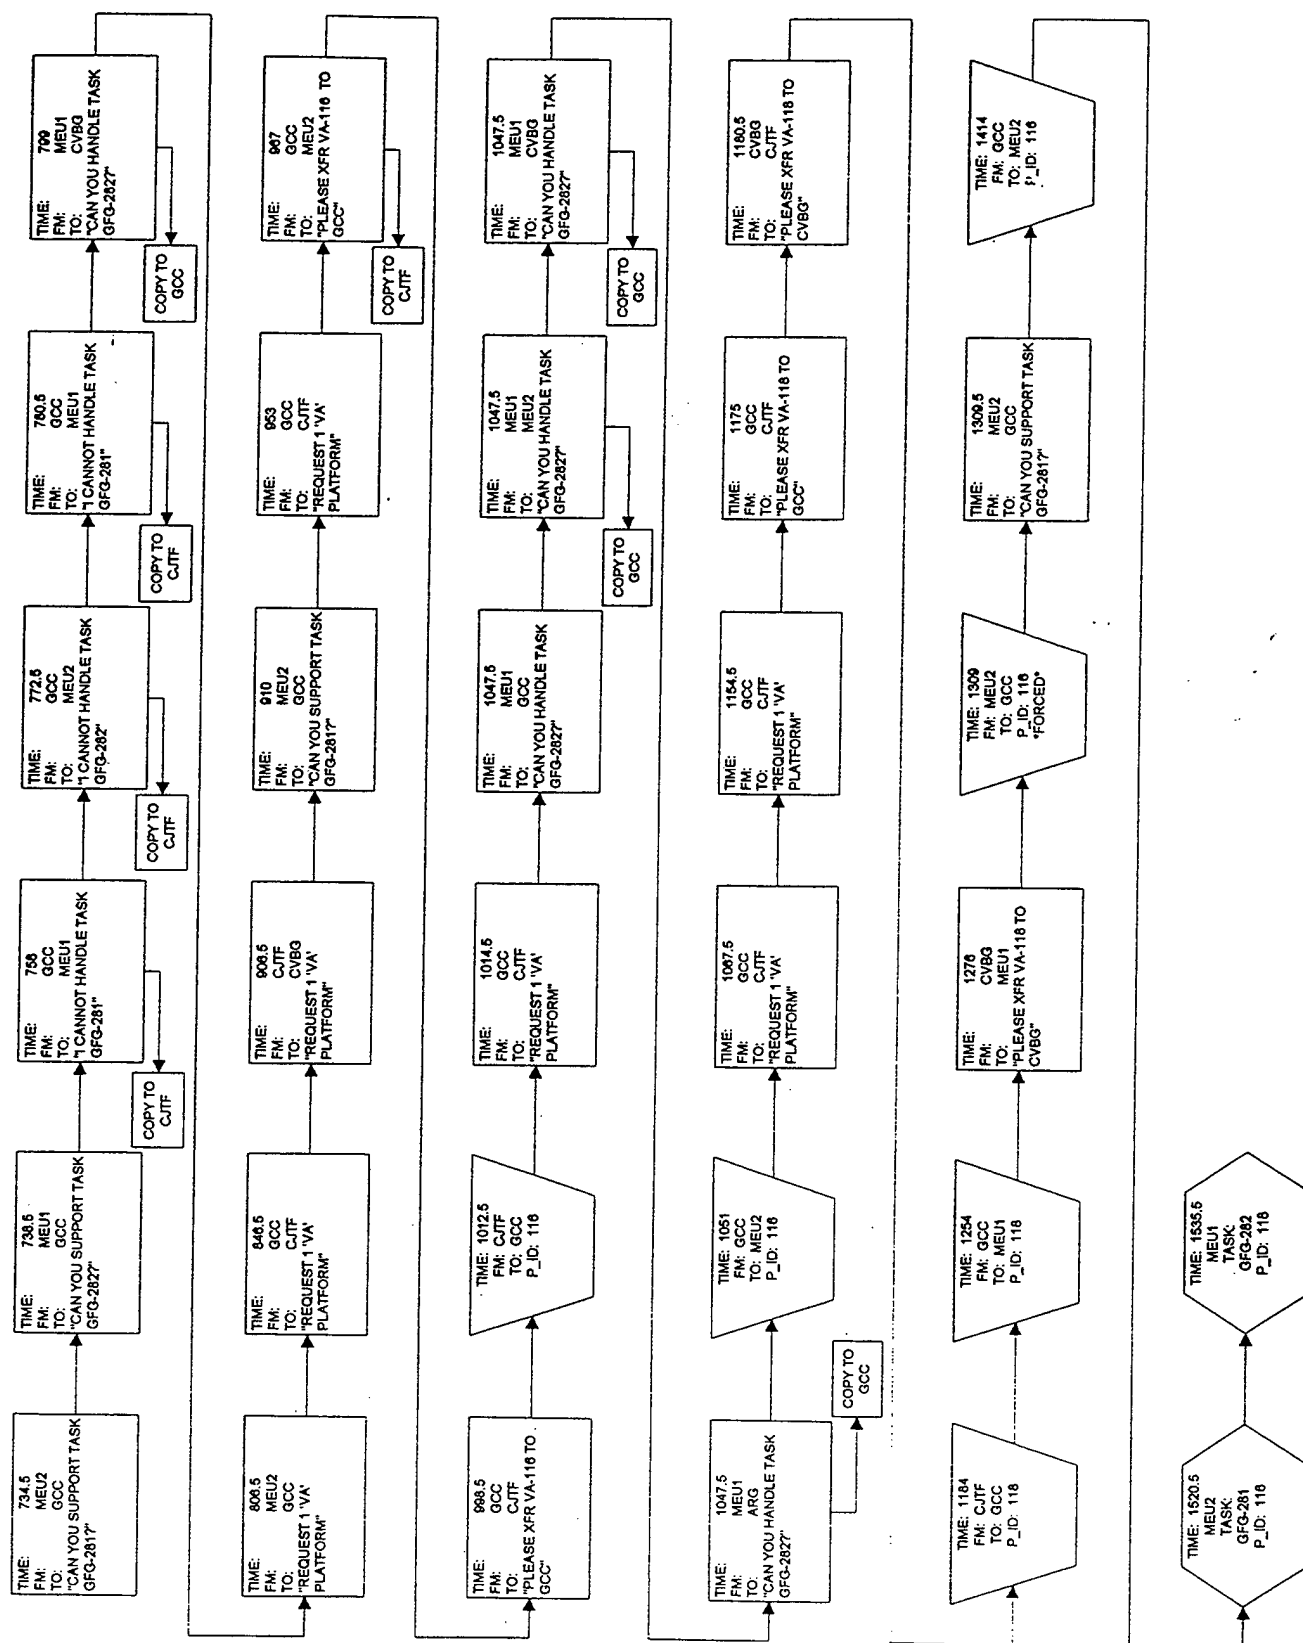 TIME: 734.5
FM: MEU2
TO: GCC
"CAN YOU SUPPORT TASK
GFG-281?"
TIME: 738.5
FM: MEU1
TO: GCC
"CAN YOU SUPPORT TASK
GFG-282?"
TIME: 758
FM: GCC
TO: MEU1
"I CANNOT HANDLE TASK
GFG-281"
COPY TO
CJTF
TIME: 772.5
FM: GCC
TO: MEU2
"I CANNOT HANDLE TASK
GFG-282"
COPY TO
CJTF
TIME: 780.5
FM: GCC
TO: MEU1
"I CANNOT HANDLE TASK
GFG-281"
COPY TO
CJTF
TIME: 799
FM: MEU1
TO: CVBG
"CAN YOU HANDLE TASK
GFG-282?"
COPY TO
GCC
TIME: 806.5
FM: MEU2
TO: GCC
"REQUEST 1 'VA'
PLATFORM"
TIME: 846.5
FM: GCC
TO: CJTF
"REQUEST 1 'VA'
PLATFORM"
TIME: 906.5
FM: CJTF
TO: CVBG
"REQUEST 1 'VA'
PLATFORM"
TIME: 910
FM: MEU2
TO: GCC
"CAN YOU SUPPORT TASK
GFG-281?"
TIME: 953
FM: GCC
TO: CJTF
"REQUEST 1 'VA'
PLATFORM"
TIME: 967
FM: GCC
TO: MEU2
"PLEASE XFR VA-116 TO
GCC"
COPY TO
CJTF
TIME: 998.5
FM: GCC
TO: CJTF
"PLEASE XFR VA-116 TO
GCC"
TIME: 1012.5
FM: CJTF
TO: GCC
P_ID: 116
TIME: 1014.5
FM: GCC
TO: CJTF
"REQUEST 1 'VA'
PLATFORM"
TIME: 1047.5
FM: MEU1
TO: GCC
"CAN YOU HANDLE TASK
GFG-282?"
TIME: 1047.5
FM: MEU1
TO: MEU2
"CAN YOU HANDLE TASK
GFG-282?"
COPY TO
GCC
TIME: 1047.5
FM: MEU1
TO: CVBG
"CAN YOU HANDLE TASK
GFG-282?"
COPY TO
GCC
TIME: 1047.5
FM: MEU1
TO: ARG
"CAN YOU HANDLE TASK
GFG-282?"
COPY TO
GCC
TIME: 1051
FM: GCC
TO: MEU2
P_ID: 116
TIME: 1067.5
FM: GCC
TO: CJTF
"REQUEST 1 'VA'
PLATFORM"
TIME: 1154.5
FM: GCC
TO: CJTF
"REQUEST 1 'VA'
PLATFORM"
TIME: 1175
FM: GCC
TO: CJTF
"PLEASE XFR VA-118 TO
GCC"
TIME: 1180.5
FM: CVBG
TO: CJTF
"PLEASE XFR VA-118 TO
CVBG"
TIME: 1184
FM: CJTF
TO: GCC
P_ID: 118
TIME: 1254
FM: GCC
TO: MEU1
P_ID: 118
TIME: 1276
FM: CVBG
TO: MEU1
"PLEASE XFR VA-118 TO
CVBG"
TIME: 1309
FM: MEU2
TO: GCC
P_ID: 116
*FORCED*
TIME: 1309.5
FM: MEU2
TO: GCC
"CAN YOU SUPPORT TASK
GFG-281?"
TIME: 1414
FM: GCC
TO: MEU2
P_ID: 116
TIME: 1520.5
MEU2
TASK:
GFG-281
P_ID: 116
TIME: 1535.5
MEU1
TASK:
GFG-282
P_ID: 118